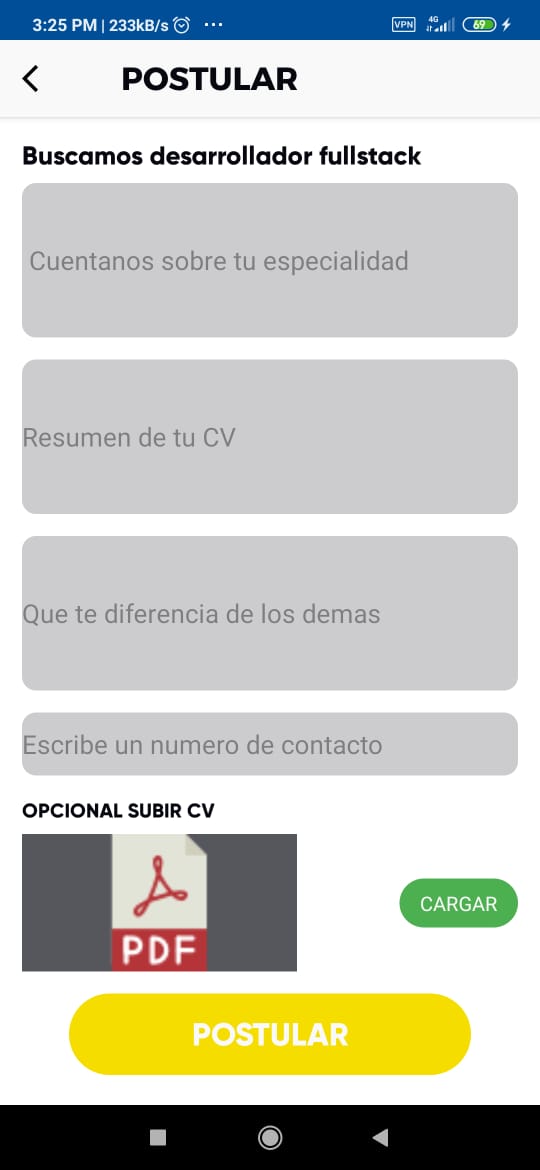 3:25 PM | 233kB/s ...
VPN 4G 69
POSTULAR
Buscamos desarrollador fullstack
Cuentanos sobre tu especialidad
Resumen de tu CV
Que te diferencia de los demas
Escribe un numero de contacto
OPCIONAL SUBIR CV
PDF
CARGAR
POSTULAR